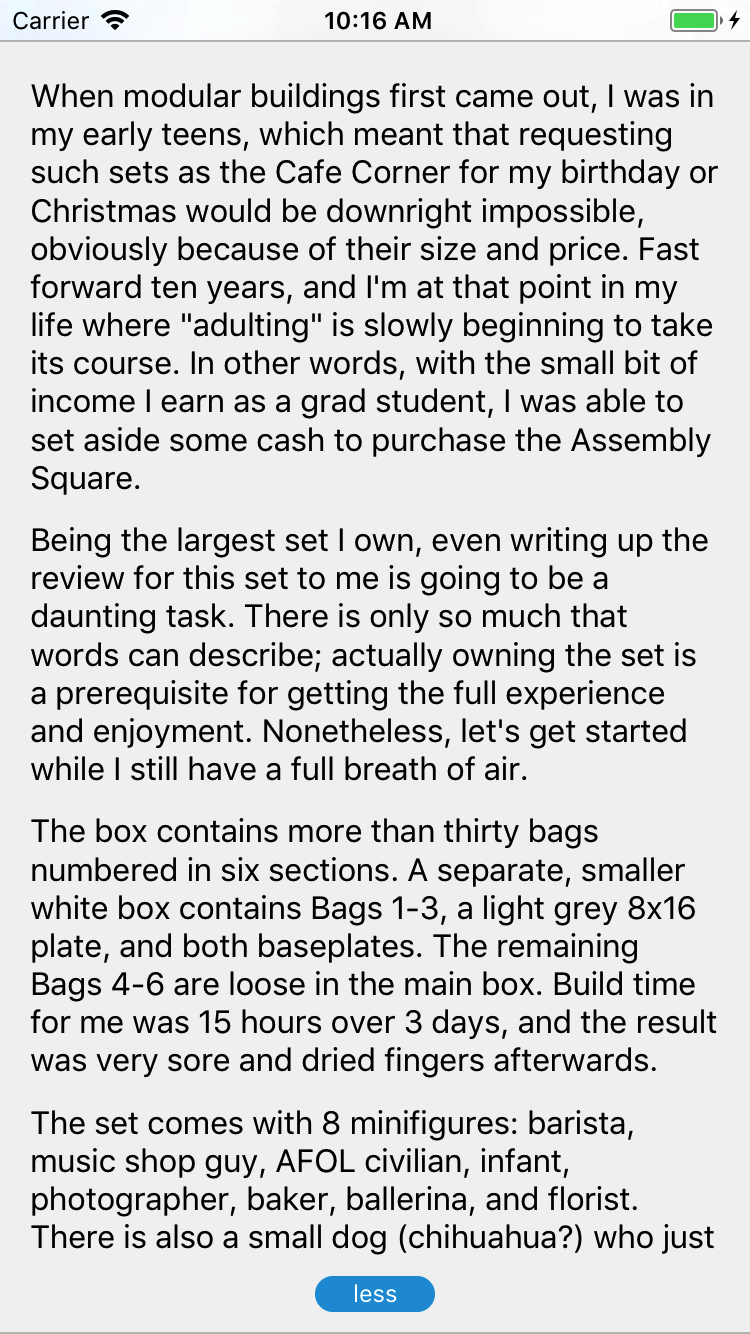 Carrier 10:16 AM
When modular buildings first came out, I was in
my early teens, which meant that requesting
such sets as the Cafe Corner for my birthday or
Christmas would be downright impossible,
obviously because of their size and price. Fast
forward ten years, and I'm at that point in my
life where "adulting" is slowly beginning to take
its course. In other words, with the small bit of
income I earn as a grad student, I was able to
set aside some cash to purchase the Assembly
Square.
Being the largest set I own, even writing up the
review for this set to me is going to be a
daunting task. There is only so much that
words can describe; actually owning the set is
a prerequisite for getting the full experience
and enjoyment. Nonetheless, let's get started
while I still have a full breath of air.
The box contains more than thirty bags
numbered in six sections. A separate, smaller
white box contains Bags 1-3, a light grey 8x16
plate, and both baseplates. The remaining
Bags 4-6 are loose in the main box. Build time
for me was 15 hours over 3 days, and the result
was very sore and dried fingers afterwards.
The set comes with 8 minifigures: barista,
music shop guy, AFOL civilian, infant,
photographer, baker, ballerina, and florist.
There is also a small dog (chihuahua?) who just
less